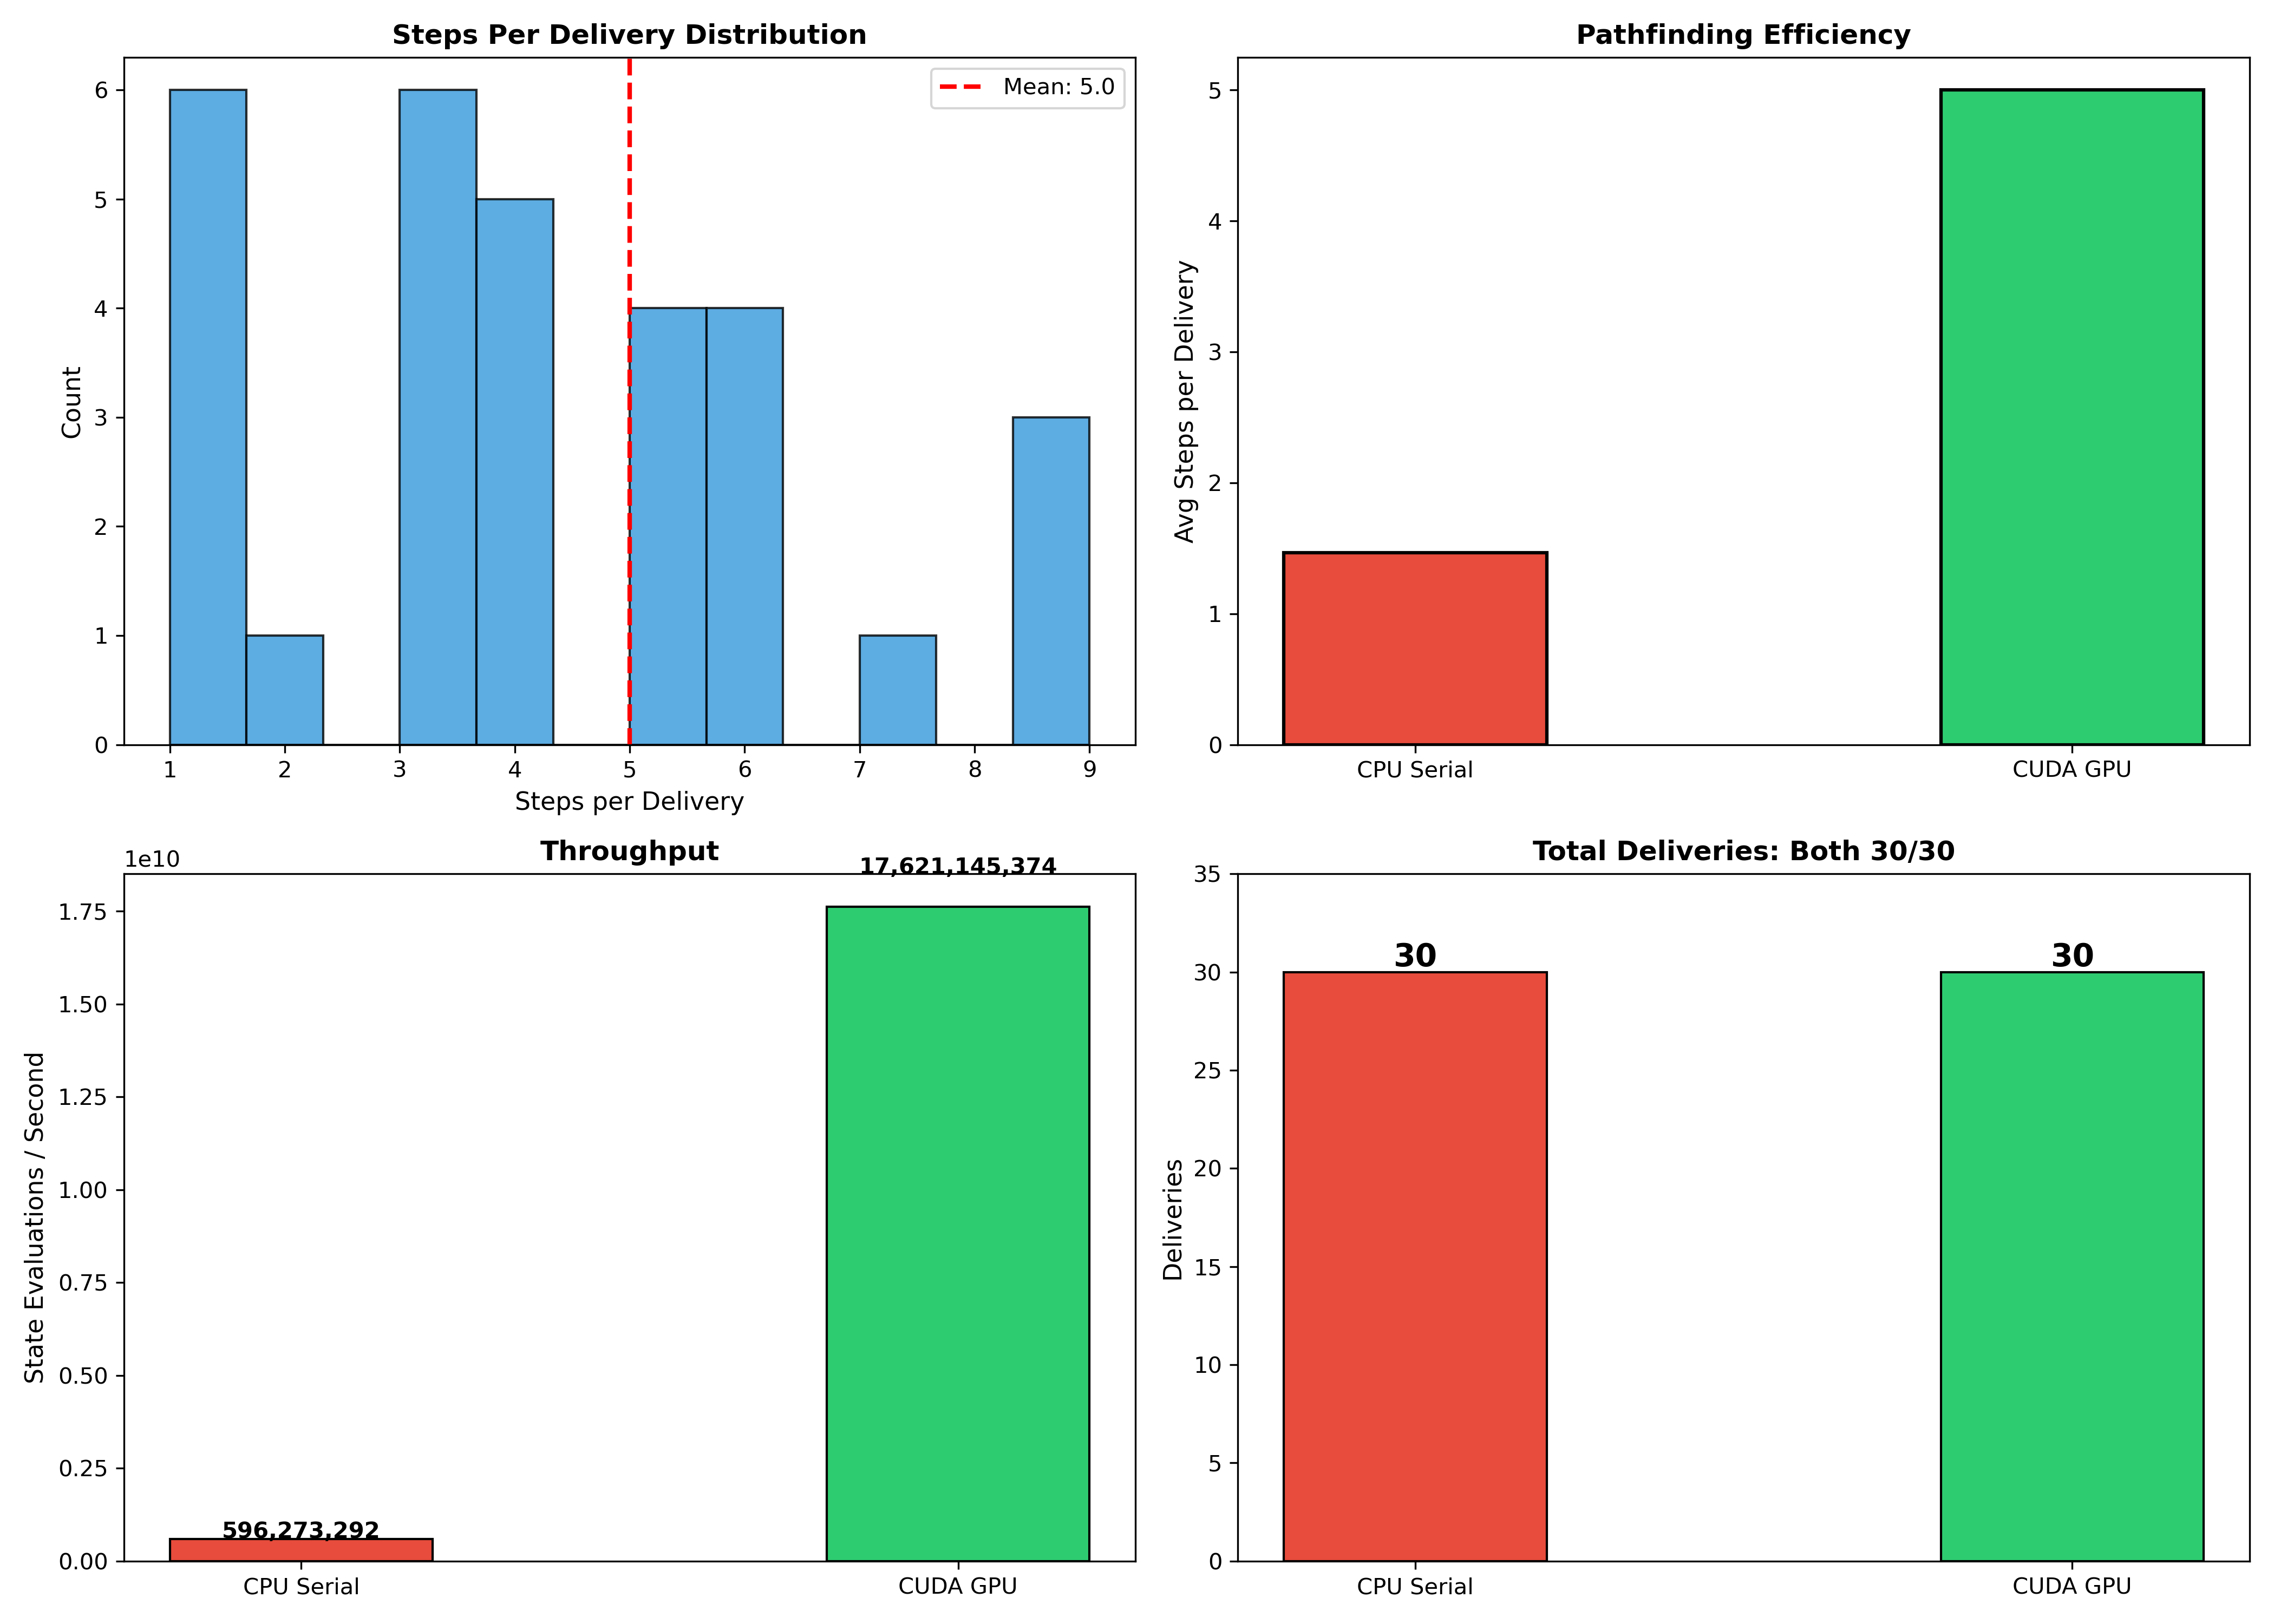 Steps Per Delivery Distribution
Mean: 5.0
6
5
4
3
2
1
0
Count
1 2 3 4 5 6 7 8 9
Steps per Delivery
Pathfinding Efficiency
5
4
3
2
1
0
Avg Steps per Delivery
CPU Serial CUDA GPU
Throughput
1e10
17,621,145,374
1.75
1.50
1.25
1.00
0.75
0.50
0.25
0.00
State Evaluations / Second
596,273,292
CPU Serial CUDA GPU
Total Deliveries: Both 30/30
35
30
25
20
15
10
5
0
Deliveries
30 30
CPU Serial CUDA GPU